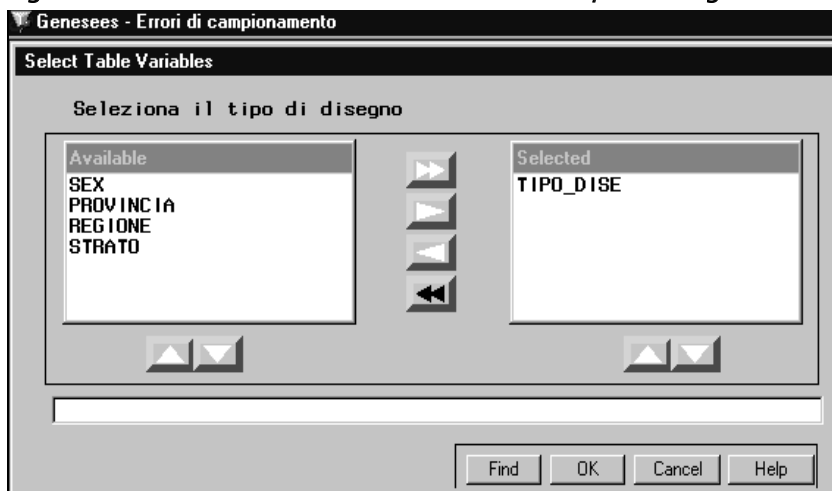 Genesees - Errori di campionamento
Select Table Variables
Seleziona il tipo di disegno
Available
SEX
PROVINCIA
REGIONE
STRATO
Selected
TIPO_DISE
Find
OK
Cancel
Help